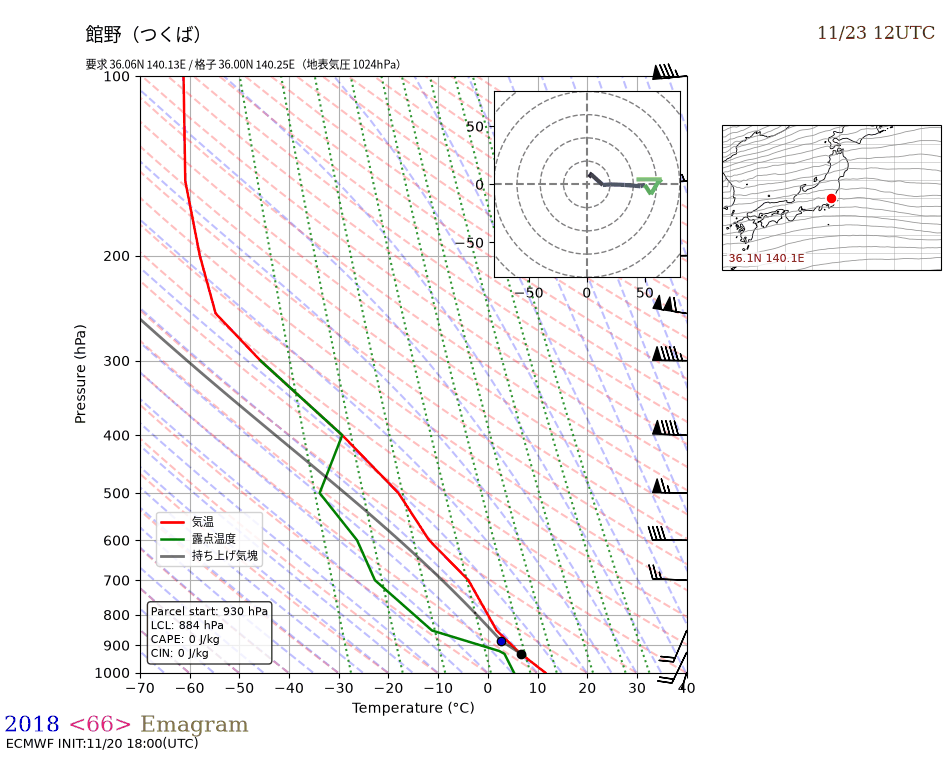 館野（つくば）
11/23 12UTC
要求 36.06N 140.13E / 格子 36.00N 140.25E（地表気圧 1024hPa）
100
200
300
400
500
600
700
800
900
1000
Pressure (hPa)
50
0
−50
−50 0 50
36.1N 140.1E
気温
露点温度
持ち上げ気塊
Parcel start: 930 hPa
LCL: 884 hPa
CAPE: 0 J/kg
CIN: 0 J/kg
−70 −60 −50 −40 −30 −20 −10 0 10 20 30 40
Temperature (°C)
2018 <66> Emagram
ECMWF INIT:11/20 18:00(UTC)